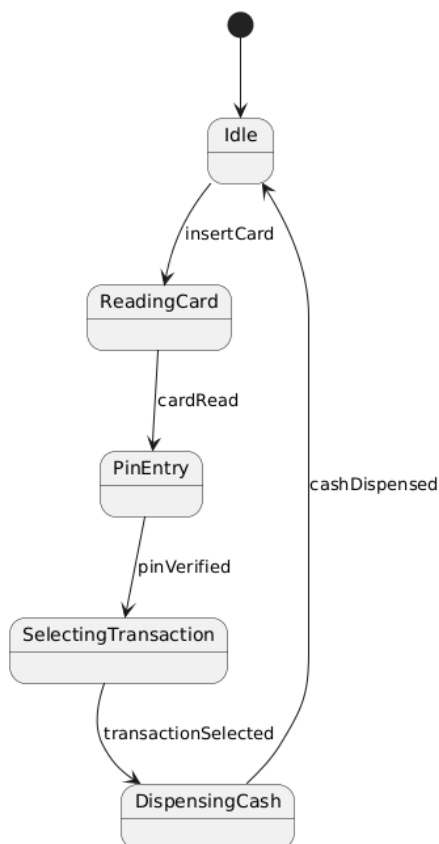 Idle
insertCard
ReadingCard
cardRead
PinEntry
cashDispensed
pinVerified
SelectingTransaction
transactionSelected
DispensingCash